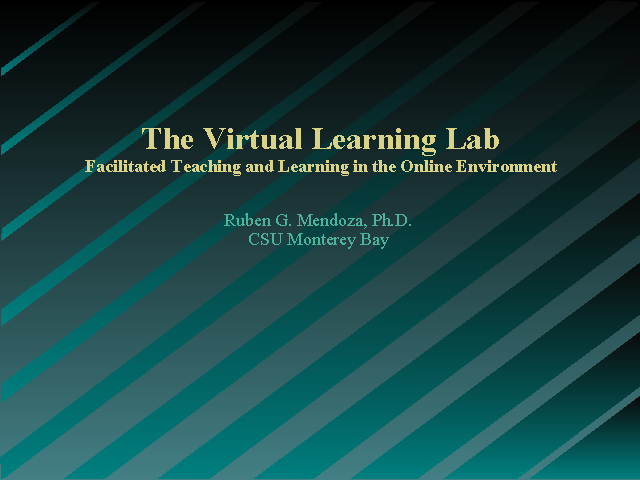 The Virtual Learning Lab
Facilitated Teaching and Learning in the Online Environment
Ruben G. Mendoza, Ph.D.
CSU Monterey Bay